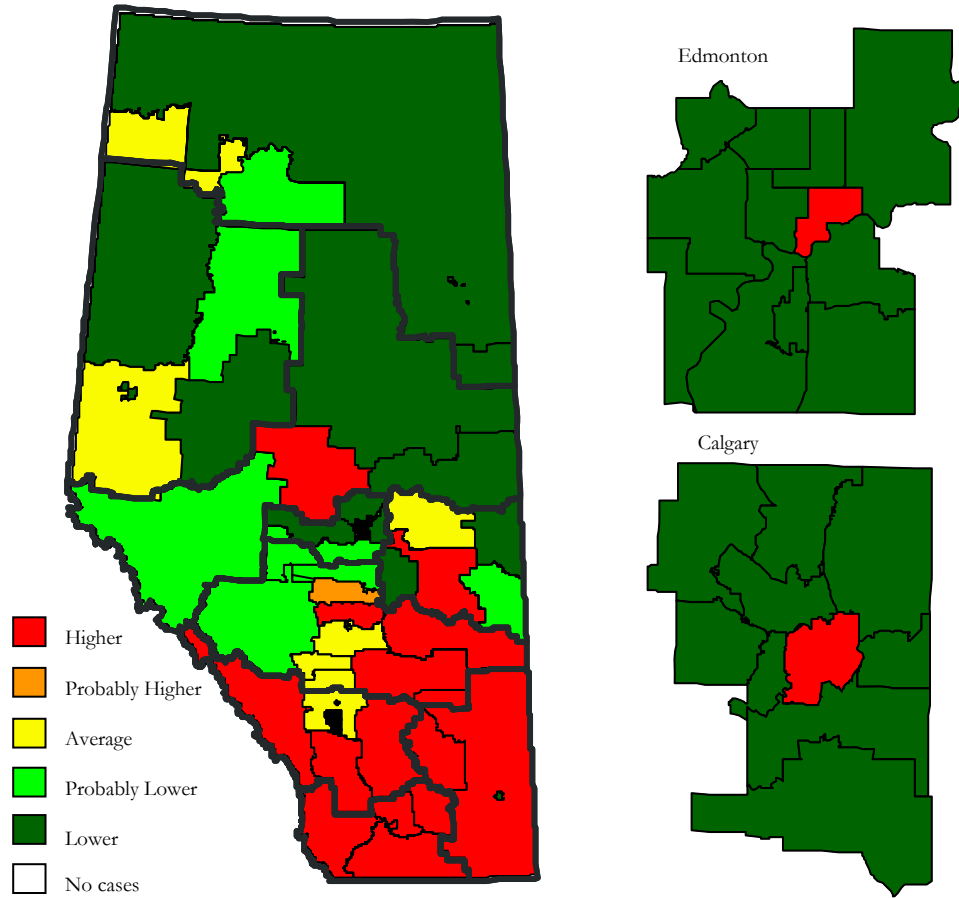 Edmonton
Calgary
Higher
Probably Higher
Average
Probably Lower
Lower
No cases